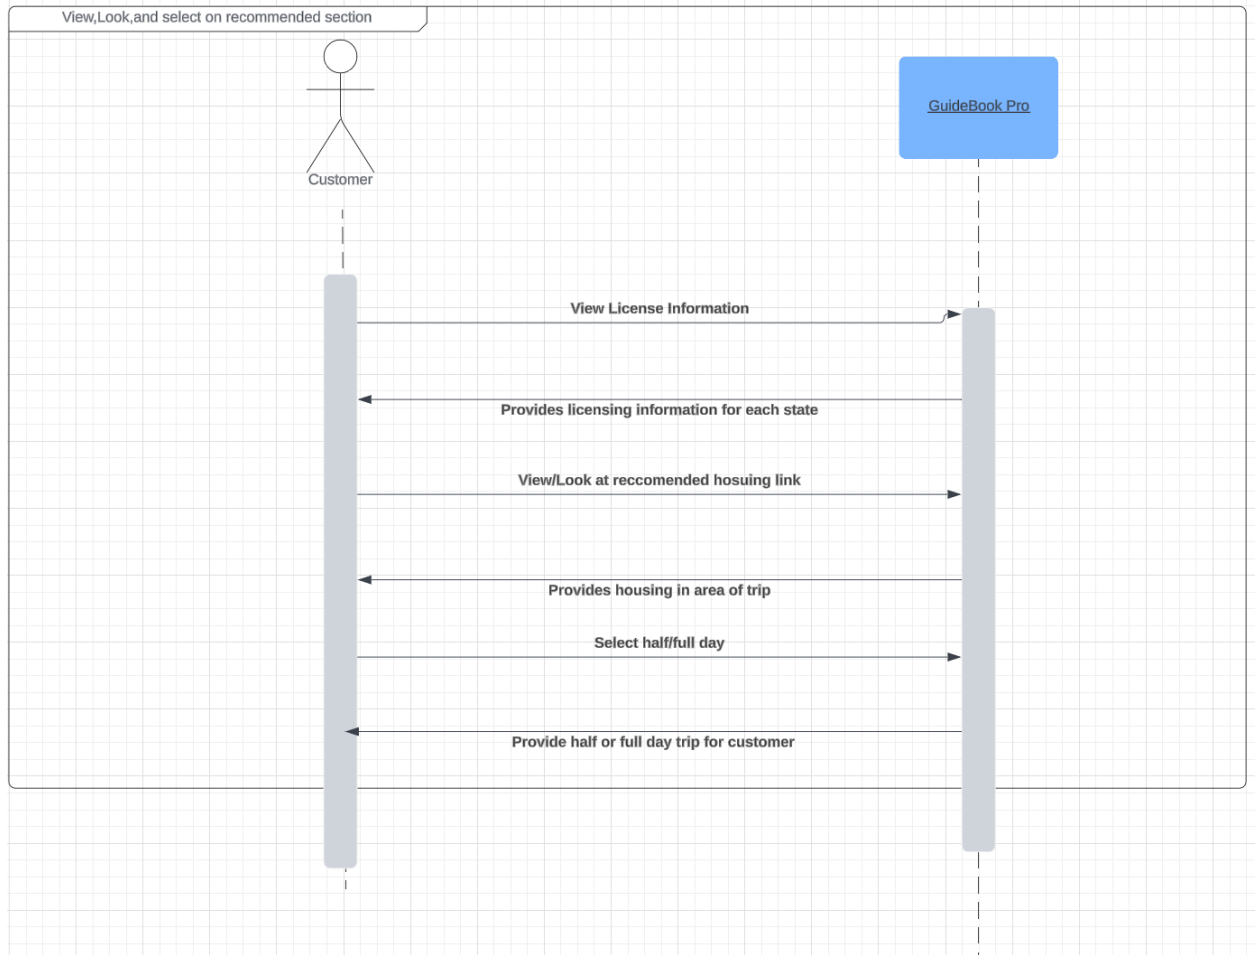 View,Look,and select on recommended section
GuideBook Pro
Customer
View License Information
Provides licensing information for each state
View/Look at reccomended hosuing link
Provides housing in area of trip
Select half/full day
Provide half or full day trip for customer